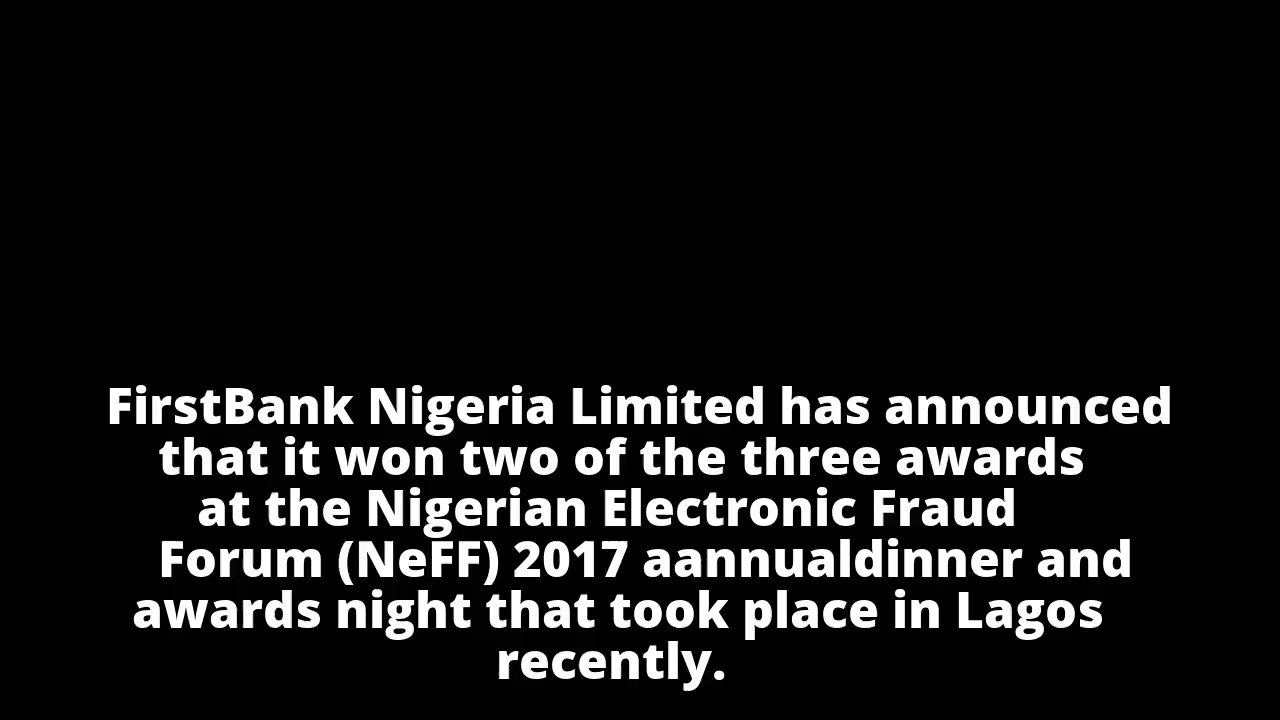 FirstBank Nigeria Limited has announced
that it won two of the three awards
at the Nigerian Electronic Fraud
Forum (NeFF) 2017 aannualdinner and
awards night that took place in Lagos
recently.